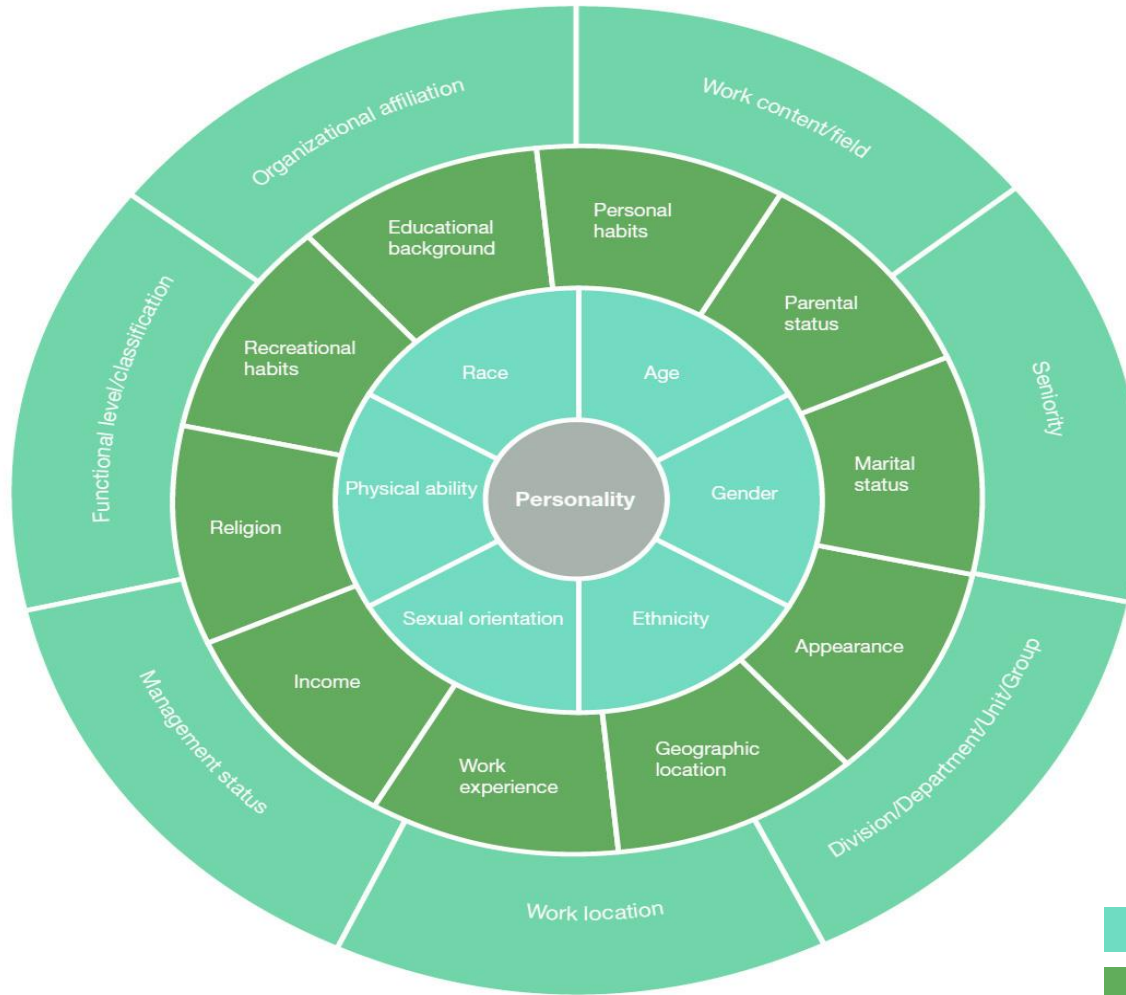 Organizational affiliation
Work content/field
Seniority
Division/Department/Unit/Group
Work location
Management status
Functional level/classification
Educational
background
Personal
habits
Parental
status
Marital
status
Appearance
Geographic
location
Work
experience
Income
Religion
Recreational
habits
Race
Age
Gender
Ethnicity
Sexual orientation
Physical ability
Personality